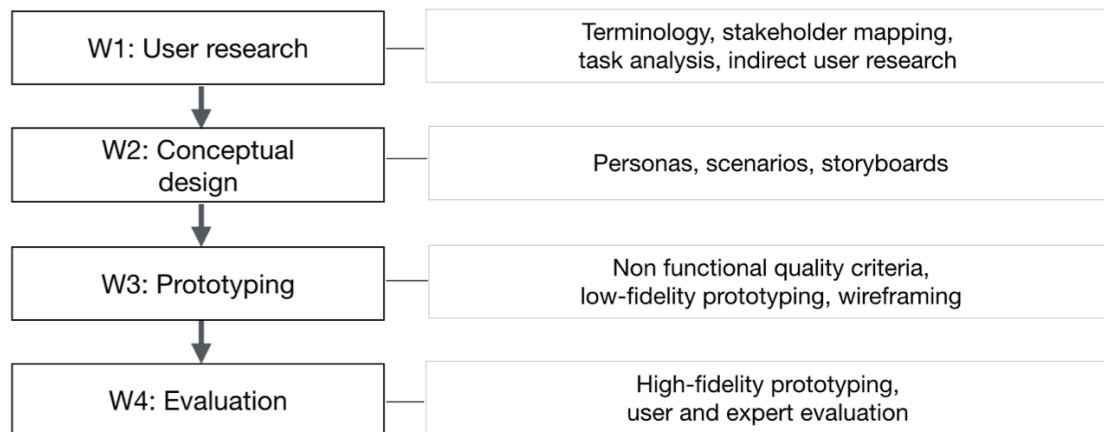 W1: User research
Terminology, stakeholder mapping,
task analysis, indirect user research
W2: Conceptual
design
Personas, scenarios, storyboards
W3: Prototyping
Non functional quality criteria,
low-fidelity prototyping, wireframing
W4: Evaluation
High-fidelity prototyping,
user and expert evaluation